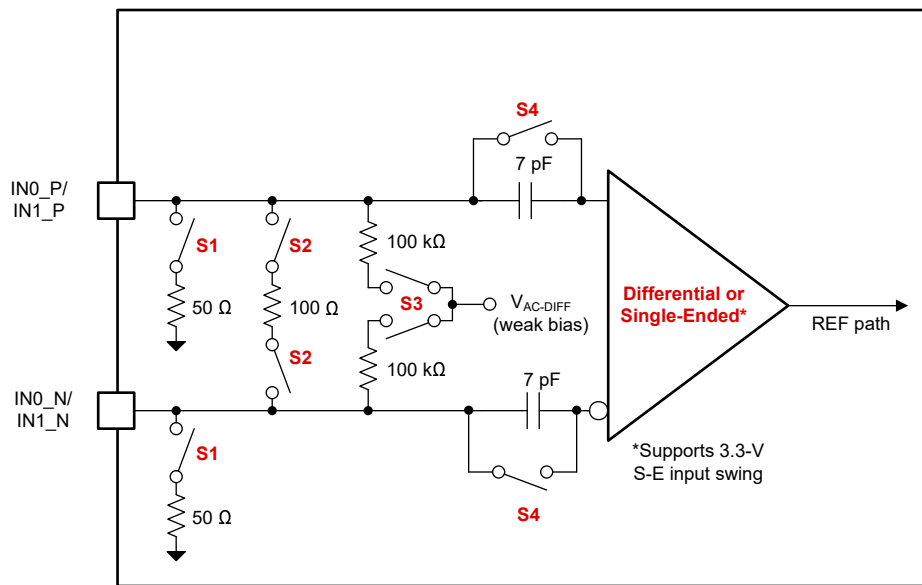 S4
7 pF
IN0_P/
IN1_P
S1
S2
100 kΩ
50 Ω
100 Ω
S3
V_AC-DIFF
(weak bias)
Differential or
Single-Ended*
REF path
S2
100 kΩ
7 pF
IN0_N/
IN1_N
S1
*Supports 3.3-V
S-E input swing
50 Ω
S4